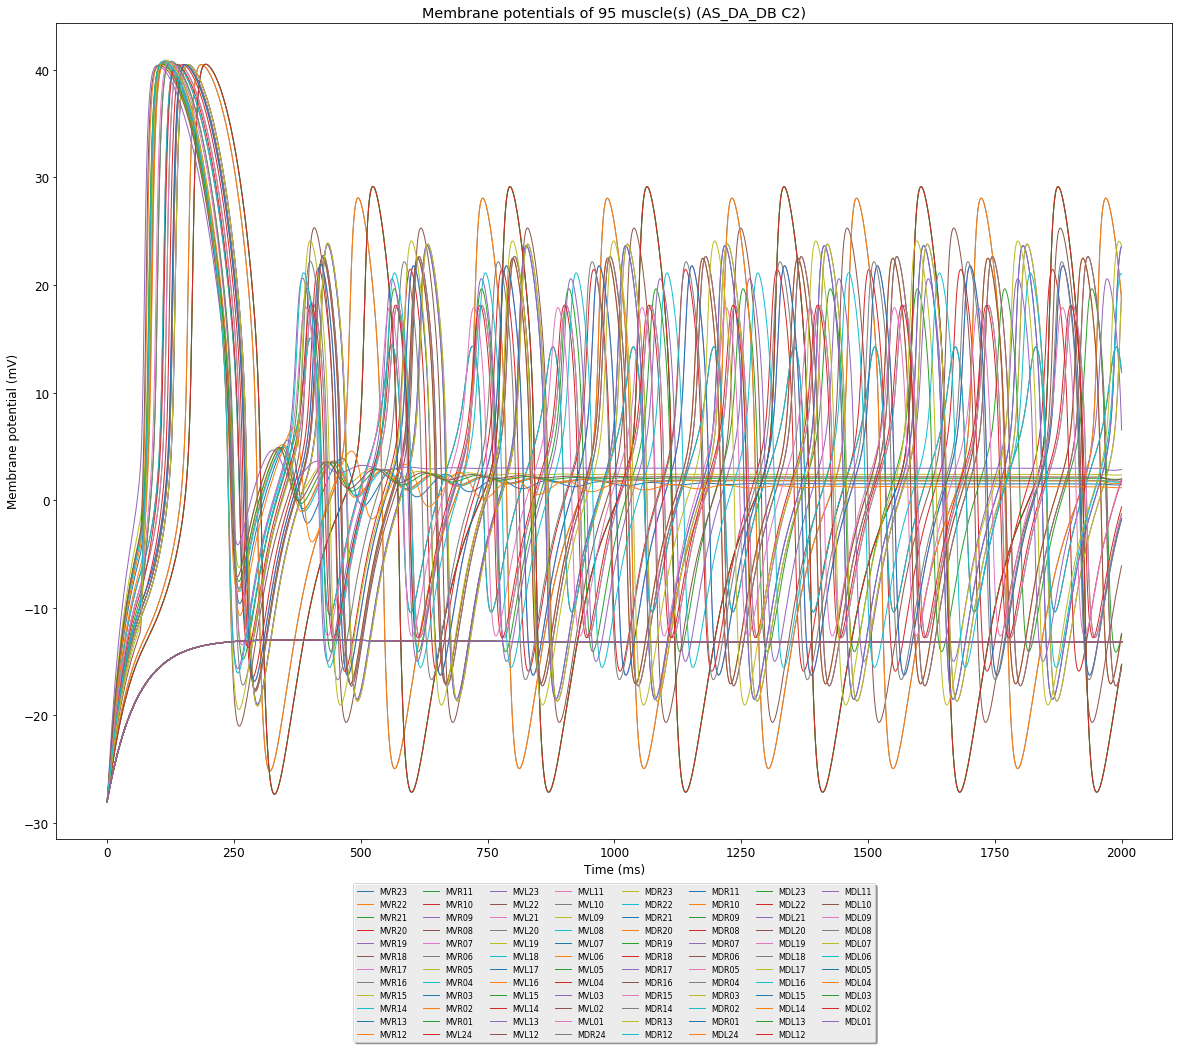 Membrane potentials of 95 muscle(s) (AS_DA_DB C2)
Membrane potential (mV)
40
30
20
10
0
−10
−20
−30
0 250 500 750 1000 1250 1500 1750 2000
Time (ms)
MVR23 MVR11 MVL23 MVL11 MDR23 MDR11 MDL23 MDL11
MVR22 MVR10 MVL22 MVL10 MDR22 MDR10 MDL22 MDL10
MVR21 MVR09 MVL21 MVL09 MDR21 MDR09 MDL21 MDL09
MVR20 MVR08 MVL20 MVL08 MDR20 MDR08 MDL20 MDL08
MVR19 MVR07 MVL19 MVL07 MDR19 MDR07 MDL19 MDL07
MVR18 MVR06 MVL18 MVL06 MDR18 MDR06 MDL18 MDL06
MVR17 MVR05 MVL17 MVL05 MDR17 MDR05 MDL17 MDL05
MVR16 MVR04 MVL16 MVL04 MDR16 MDR04 MDL16 MDL04
MVR15 MVR03 MVL15 MVL03 MDR15 MDR03 MDL15 MDL03
MVR14 MVR02 MVL14 MVL02 MDR14 MDR02 MDL14 MDL02
MVR13 MVR01 MVL13 MVL01 MDR13 MDR01 MDL13 MDL01
MVR12 MVL24 MVL12 MDR24 MDR12 MDL24 MDL12